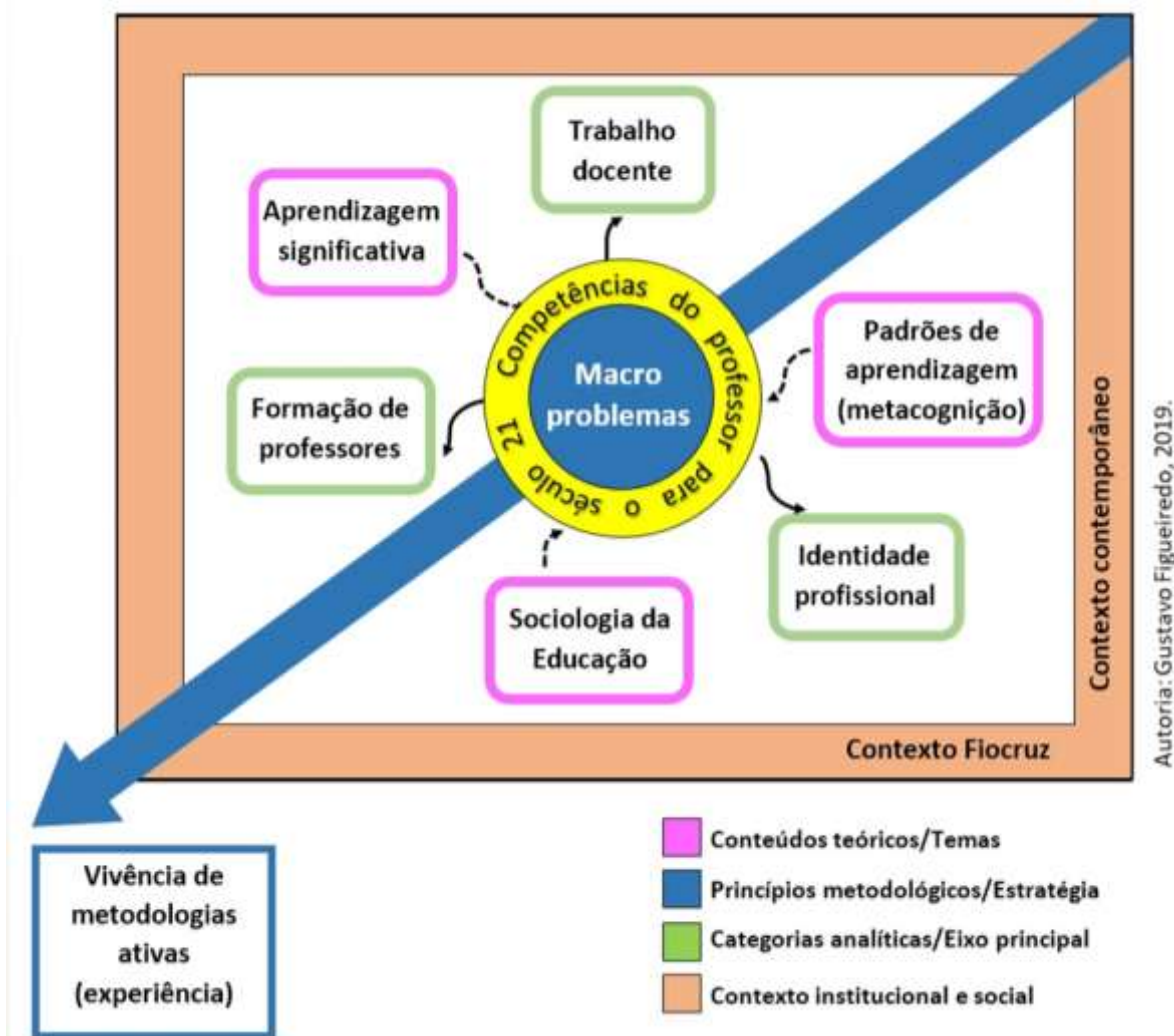 Trabalho
docente
Aprendizagem
significativa
Competências do professor para o século 21
Macro
problemas
Padrões de
aprendizagem
(metacognição)
Formação de
professores
Identidade
profissional
Sociologia da
Educação
Contexto contemporâneo
Contexto Fiocruz
Autoria: Gustavo Figueiredo, 2019.
Vivência de
metodologias
ativas
(experiência)
Conteúdos teóricos/Temas
Princípios metodológicos/Estratégia
Categorias analíticas/Eixo principal
Contexto institucional e social